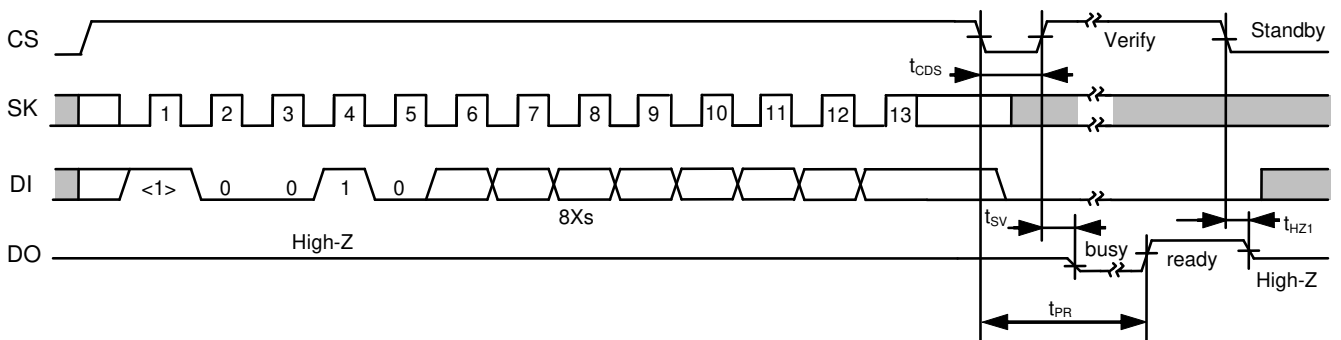 CS
Verify
Standby
tCDS
SK
1 2 3 4 5 6 7 8 9 10 11 12 13
DI
<1> 0 0 1 0
8Xs
tSV
tHZ1
DO
High-Z
busy
ready
High-Z
tPR